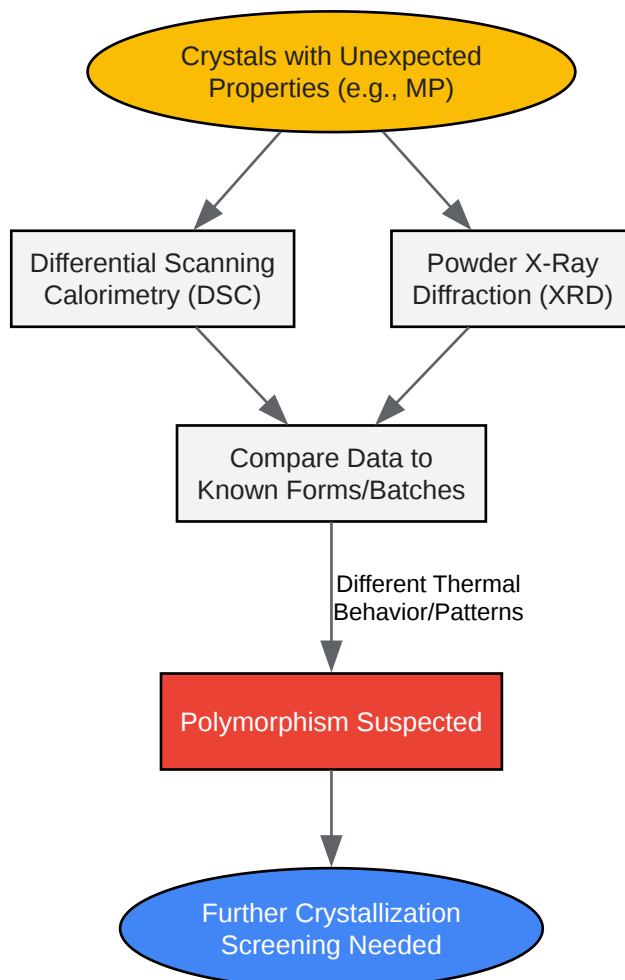 Crystals with Unexpected
Properties (e.g., MP)
Differential Scanning
Calorimetry (DSC)
Powder X-Ray
Diffraction (XRD)
Compare Data to
Known Forms/Batches
Different Thermal
Behavior/Patterns
Polymorphism Suspected
Further Crystallization
Screening Needed